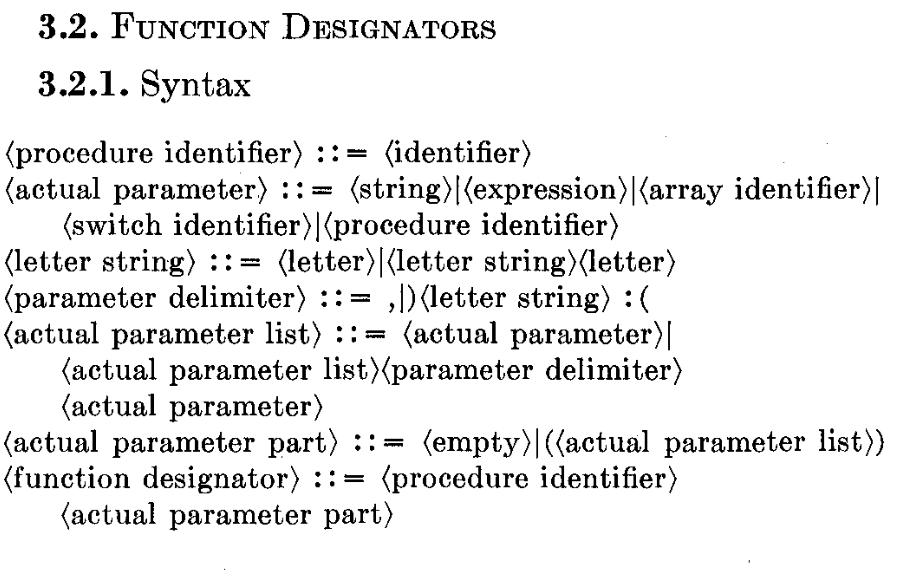 3.2. FUNCTION DESIGNATORS
3.2.1. Syntax
⟨procedure identifier⟩ ::= ⟨identifier⟩
⟨actual parameter⟩ ::= ⟨string⟩|⟨expression⟩|⟨array identifier⟩|
⟨switch identifier⟩|⟨procedure identifier⟩
⟨letter string⟩ ::= ⟨letter⟩|⟨letter string⟩⟨letter⟩
⟨parameter delimiter⟩ ::= ,|)⟨letter string⟩ :(
⟨actual parameter list⟩ ::= ⟨actual parameter⟩|
⟨actual parameter list⟩⟨parameter delimiter⟩
⟨actual parameter⟩
⟨actual parameter part⟩ ::= ⟨empty⟩|(⟨actual parameter list⟩)
⟨function designator⟩ ::= ⟨procedure identifier⟩
⟨actual parameter part⟩